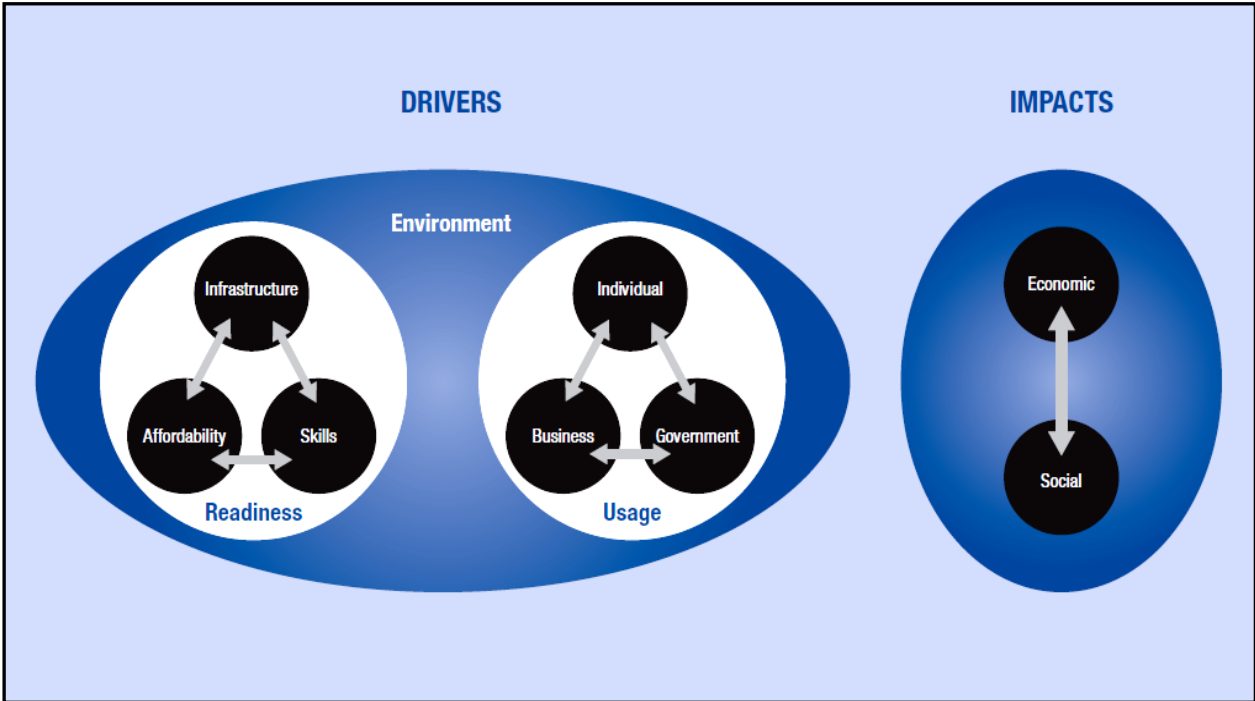 DRIVERS
IMPACTS
Environment
Infrastructure
Affordability
Skills
Readiness
Individual
Business
Government
Usage
Economic
Social